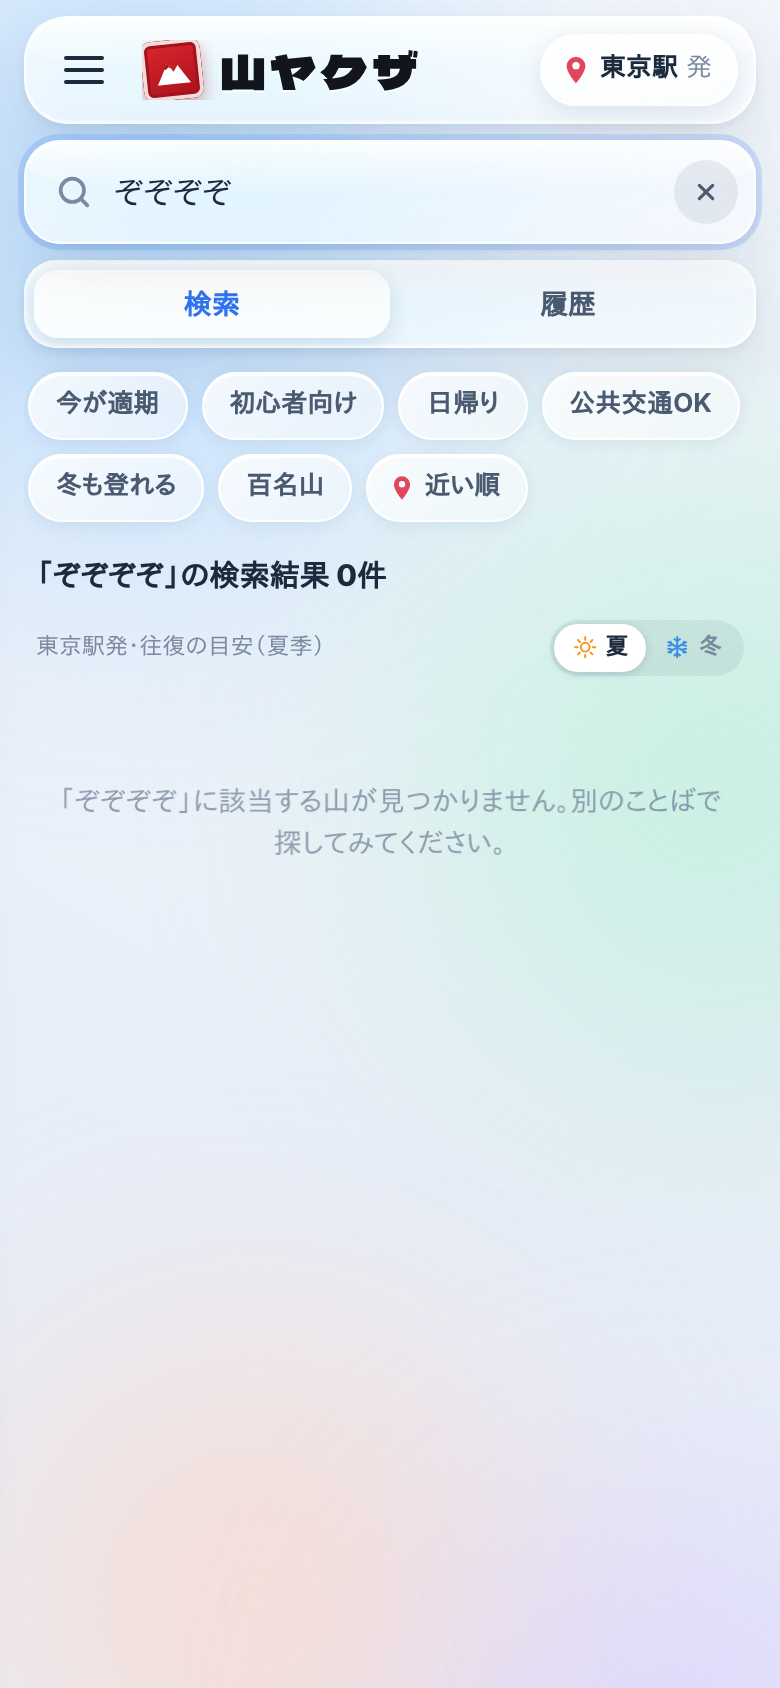 山ヤクザ
東京駅 発
ぞぞぞぞ
検索
履歴
今が適期
初心者向け
日帰り
公共交通OK
冬も登れる
百名山
近い順
「ぞぞぞぞ」の検索結果 0件
東京駅発·往復の目安(夏季)
夏
冬
「ぞぞぞぞ」に該当する山が見つかりません。別のことばで
探してみてください。